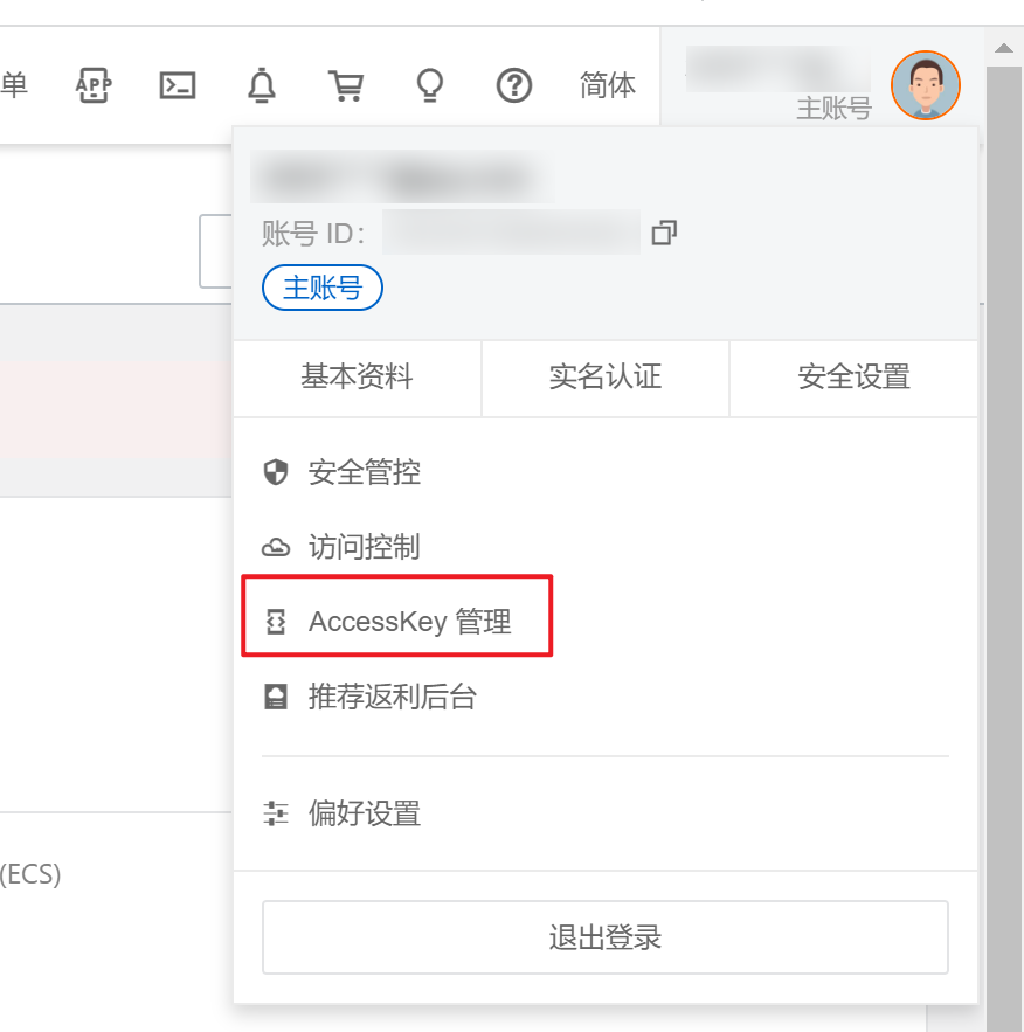 单 APP 简体
主账号
账号 ID：
主账号
基本资料 实名认证 安全设置
安全管控
访问控制
AccessKey 管理
推荐返利后台
偏好设置
(ECS)
退出登录